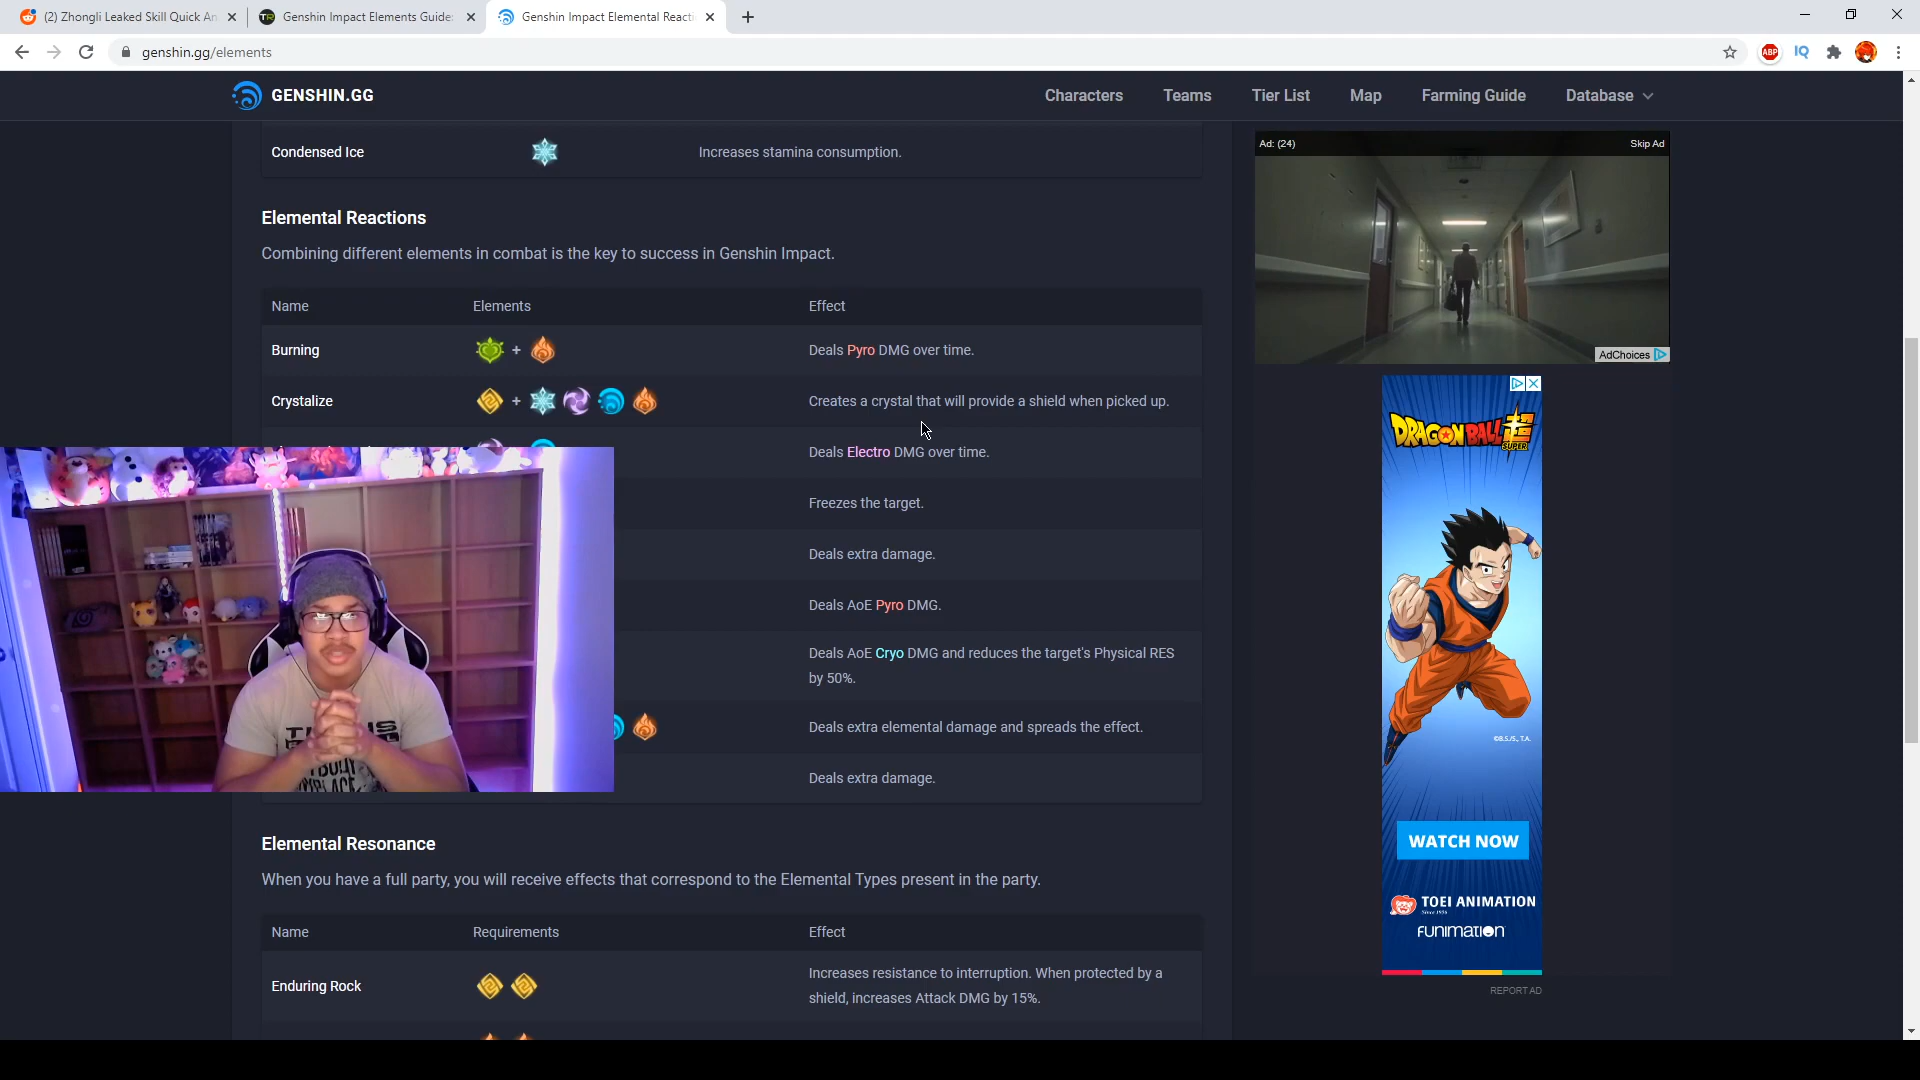 (2) Zhongli Leaked Skill Quick An
Genshin Impact Elements Guide:
Genshin Impact Elemental Reacti
genshin.gg/elements
ABP
IQ
GENSHIN.GG
Characters
Teams
Tier List
Map
Farming Guide
Database
Condensed Ice
Increases stamina consumption.
Ad: (24)
Skip Ad
AdChoices
Elemental Reactions
Combining different elements in combat is the key to success in Genshin Impact.
Name
Elements
Effect
Burning
+
Deals Pyro DMG over time.
Crystalize
+
Creates a crystal that will provide a shield when picked up.
Deals Electro DMG over time.
Freezes the target.
Deals extra damage.
Deals AoE Pyro DMG.
Deals AoE Cryo DMG and reduces the target's Physical RES
by 50%.
Deals extra elemental damage and spreads the effect.
Deals extra damage.
DRAGONBALL
SUPER
©B.S./S., T.A.
WATCH NOW
TOEI ANIMATION
Since 1956
FUNIMATION
REPORT AD
Elemental Resonance
When you have a full party, you will receive effects that correspond to the Elemental Types present in the party.
Name
Requirements
Effect
Enduring Rock
Increases resistance to interruption. When protected by a
shield, increases Attack DMG by 15%.